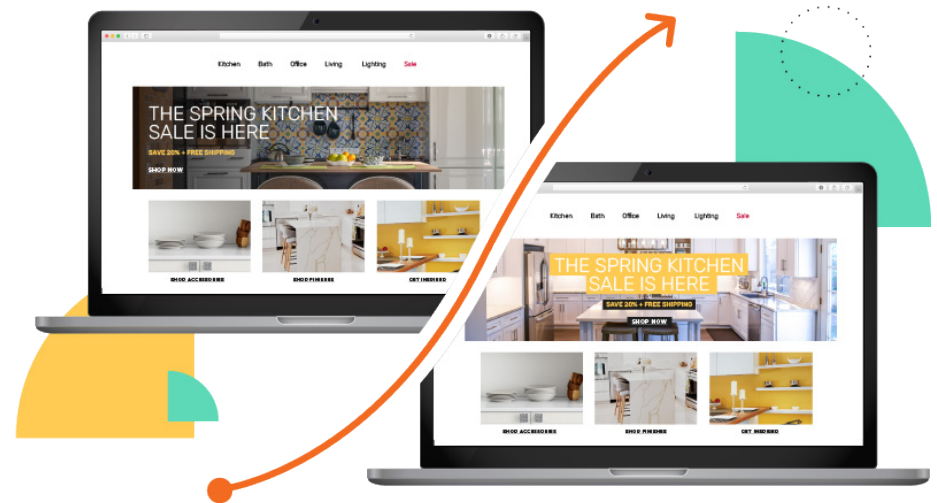 Kitchen Bath Office Living Lighting Sale
THE SPRING KITCHEN
SALE IS HERE
SAVE 20% + FREE SHIPPING
SHOP NOW
SHOP ACCESSORIES SHOP FINISHES GET INSPIRED
Kitchen Bath Office Living Lighting Sale
THE SPRING KITCHEN
SALE IS HERE
SAVE 20% + FREE SHIPPING
SHOP NOW
SHOP ACCESSORIES SHOP FINISHES GET INSPIRED